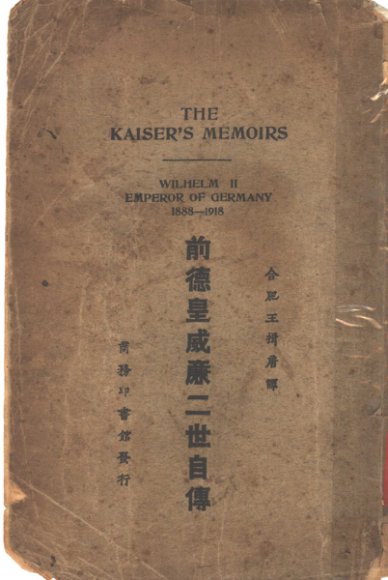 THE
KAISER'S MEMOIRS
WILHELM II
EMPEROR OF GERMANY
1888—1918
合肥王揖唐譯
前德皇威廉二世自傳
商務印書館發行